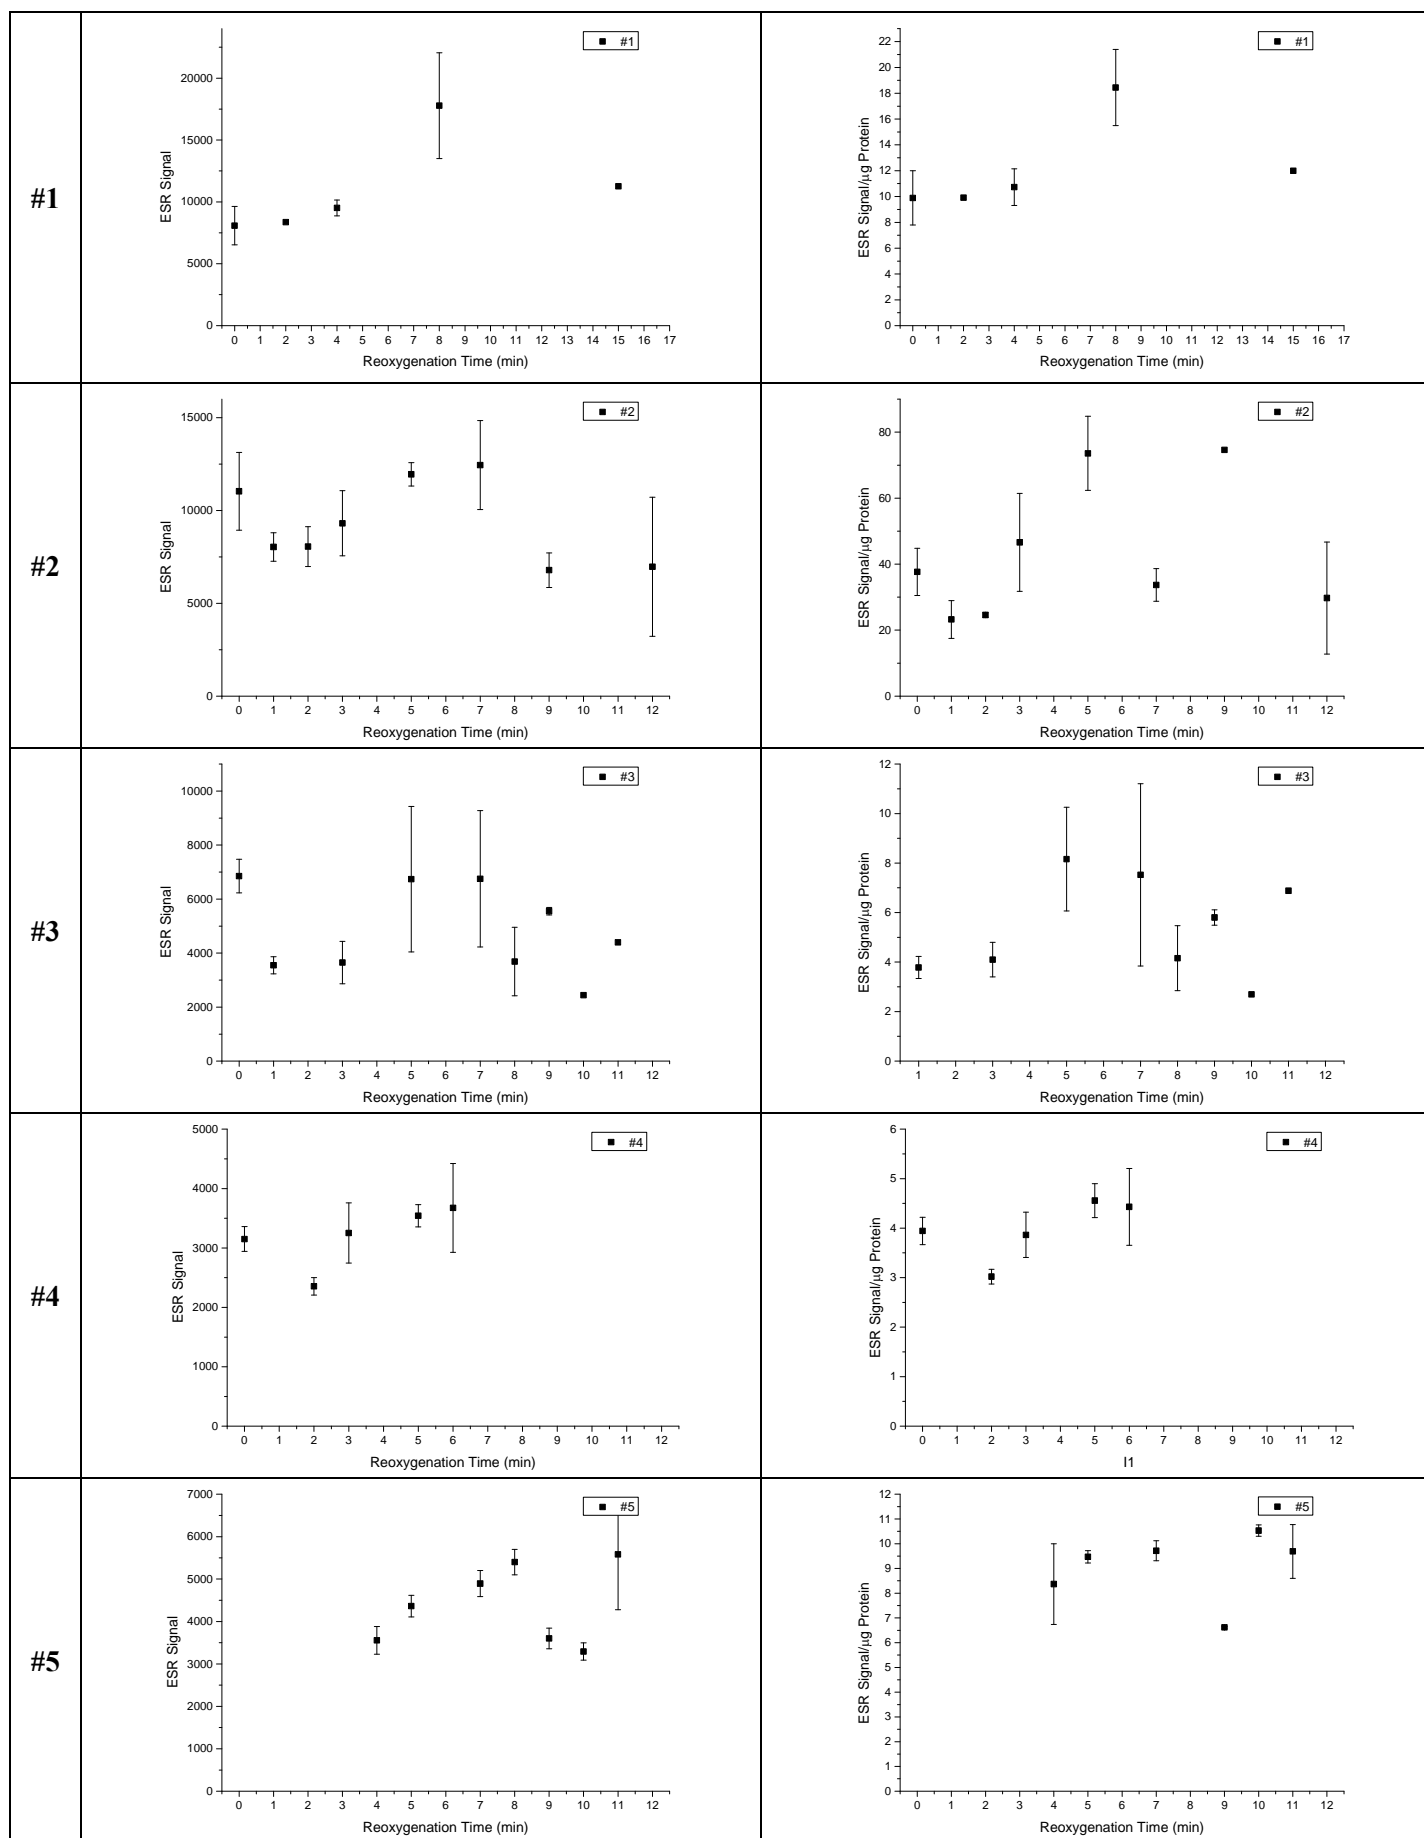 #1
#1
20000
15000
10000
5000
0
ESR Signal
0 1 2 3 4 5 6 7 8 9 10 11 12 13 14 15 16 17
Reoxygenation Time (min)
#1
22
20
18
16
14
12
10
8
6
4
2
0
ESR Signal/µg Protein
0 1 2 3 4 5 6 7 8 9 10 11 12 13 14 15 16 17
Reoxygenation Time (min)
#2
#2
15000
10000
5000
0
ESR Signal
0 1 2 3 4 5 6 7 8 9 10 11 12
Reoxygenation Time (min)
#2
80
60
40
20
0
ESR Signal/µg Protein
0 1 2 3 4 5 6 7 8 9 10 11 12
Reoxygenation Time (min)
#3
#3
10000
8000
6000
4000
2000
0
ESR Signal
0 1 2 3 4 5 6 7 8 9 10 11 12
Reoxygenation Time (min)
#3
12
10
8
6
4
2
0
ESR Signal/µg Protein
1 2 3 4 5 6 7 8 9 10 11 12
Reoxygenation Time (min)
#4
#4
5000
4000
3000
2000
1000
0
ESR Signal
0 1 2 3 4 5 6 7 8 9 10 11 12
Reoxygenation Time (min)
#4
6
5
4
3
2
1
0
ESR Signal/µg Protein
0 1 2 3 4 5 6 7 8 9 10 11 12
I1
#5
#5
7000
6000
5000
4000
3000
2000
1000
0
ESR Signal
0 1 2 3 4 5 6 7 8 9 10 11 12
Reoxygenation Time (min)
#5
12
11
10
9
8
7
6
5
4
3
2
1
0
ESR Signal/µg Protein
0 1 2 3 4 5 6 7 8 9 10 11 12
Reoxygenation Time (min)